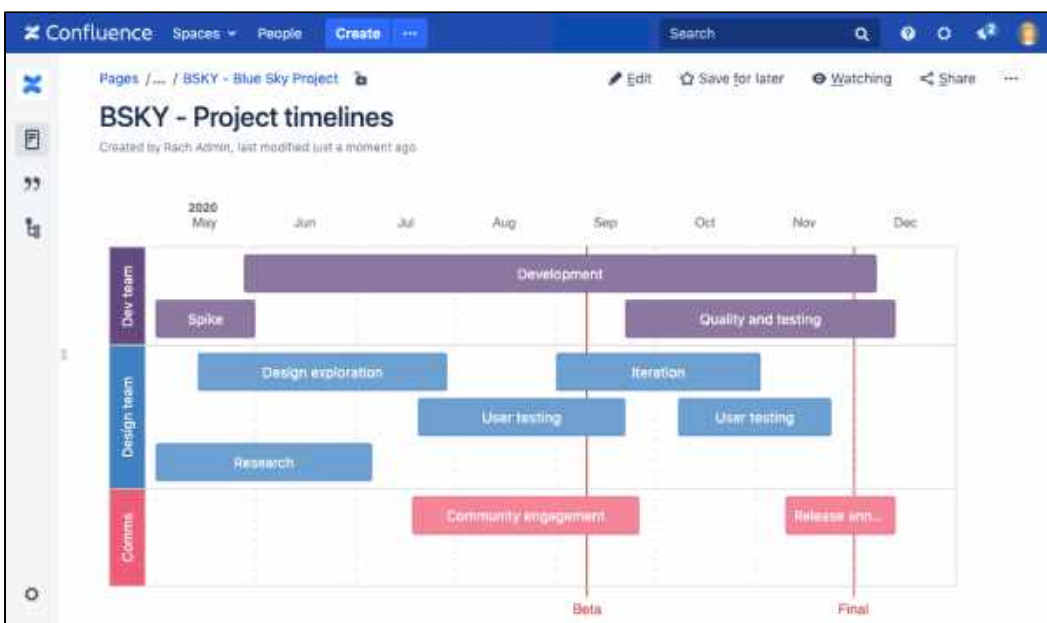 Confluence Spaces People Create ... Search 2
Pages /... / BSKY - Blue Sky Project Edit Save for later Watching Share ...
BSKY - Project timelines
Created by Rach Admin, last modified just a moment ago
2020
May Jun Jul Aug Sep Oct Nov Dec
Dev team
Development
Spike Quality and testing
Design team
Design exploration Iteration
User testing User testing
Research
Comms
Community engagement Release ann...
Beta Final